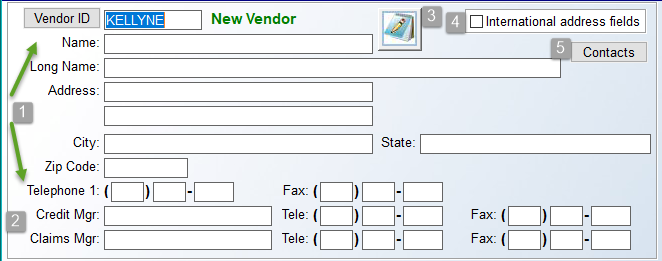 Vendor ID KELLYNE New Vendor 3 4 International address fields
Name: 5 Contacts
Long Name:
1 Address:
City: State:
Zip Code:
Telephone 1: ( ) - Fax: ( ) -
2 Credit Mgr: Tele: ( ) - Fax: ( ) -
Claims Mgr: Tele: ( ) - Fax: ( ) -